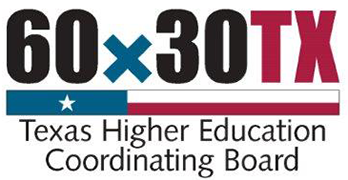 60x30TX
Texas Higher Education
Coordinating Board